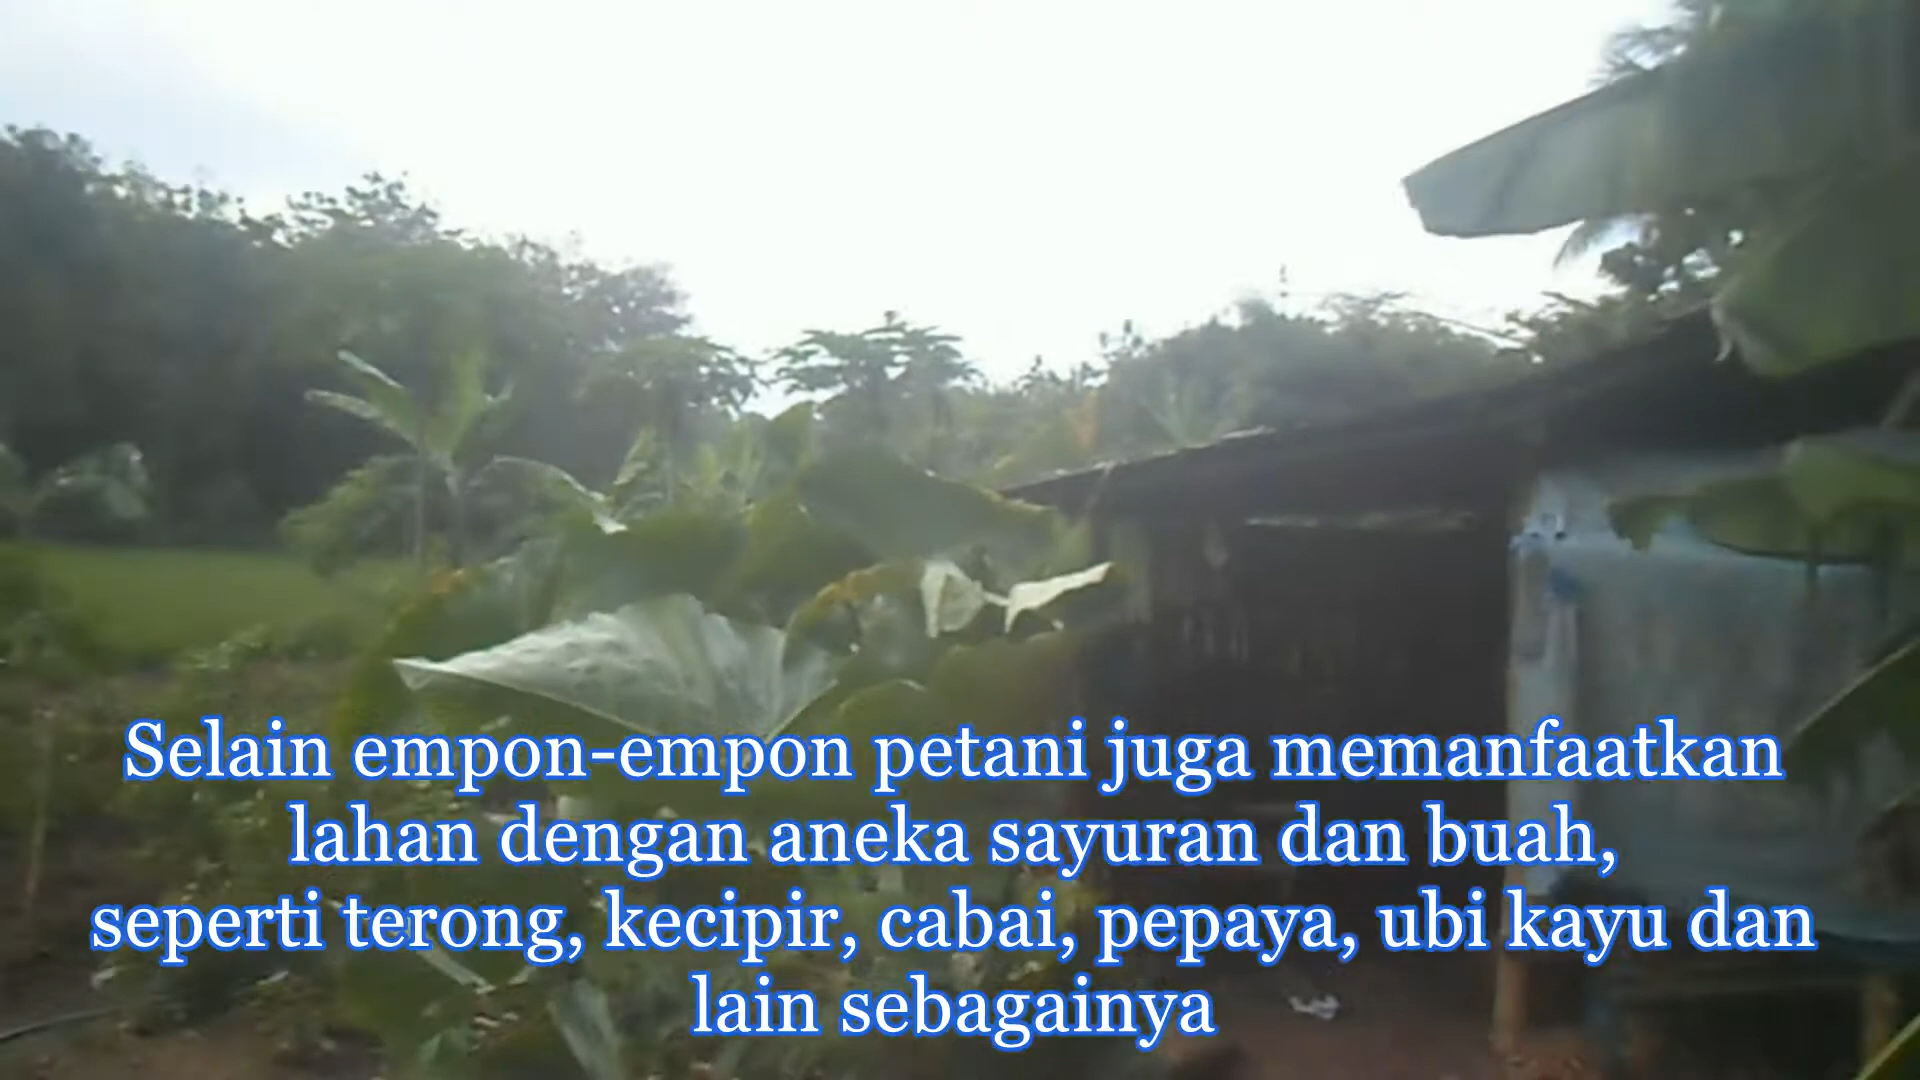 Selain empon-empon petani juga memanfaatkan
lahan dengan aneka sayuran dan buah,
seperti terong, kecipir, cabai, pepaya, ubi kayu dan
lain sebagainya